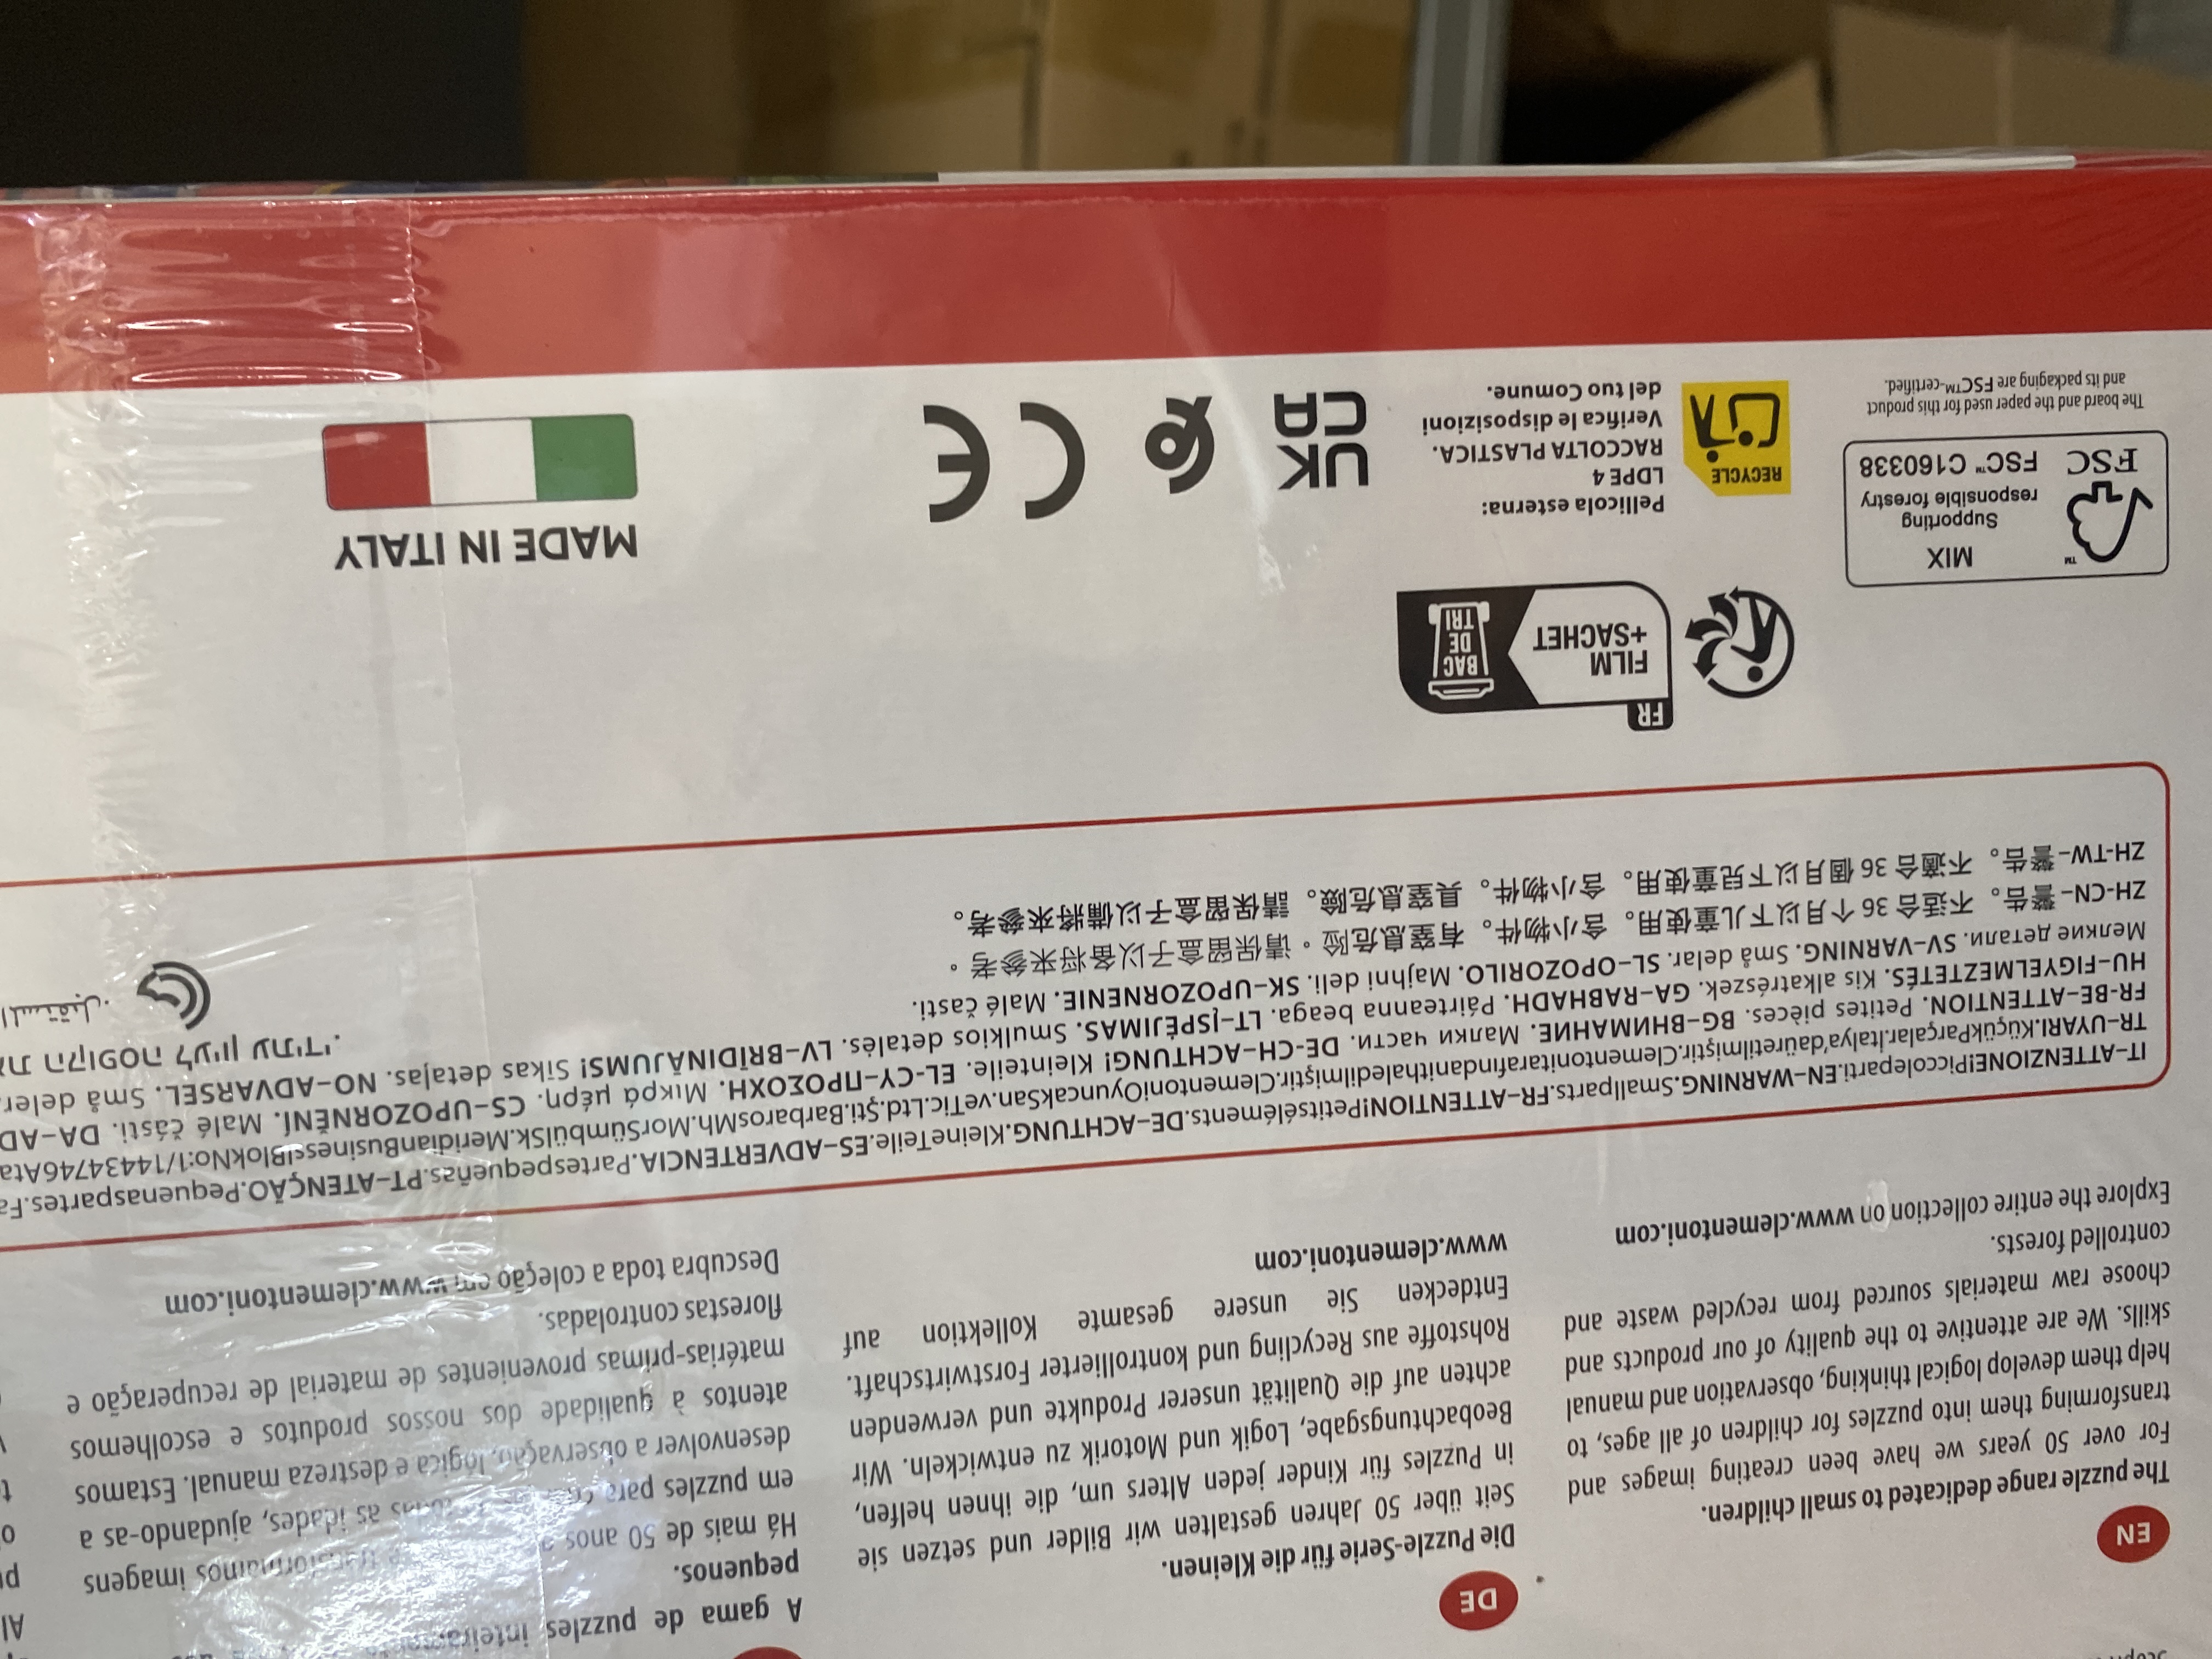 EN
The puzzle range dedicated to small children.
For over 50 years we have been creating images and
transforming them into puzzles for children of all ages, to
help them develop logical thinking, observation and manual
skills. We are attentive to the quality of our products and
choose raw materials sourced from recycled waste and
controlled forests.
Explore the entire collection on www.clementoni.com
DE
Die Puzzle-Serie für die Kleinen.
Seit über 50 Jahren gestalten wir Bilder und setzen sie
in Puzzles für Kinder jeden Alters um, die ihnen helfen,
Beobachtungsgabe, Logik und Motorik zu entwickeln. Wir
achten auf die Qualität unserer Produkte und verwenden
Rohstoffe aus Recycling und kontrollierter Forstwirtschaft.
Entdecken Sie unsere gesamte Kollektion auf
www.clementoni.com
A gama de puzzles
pequenos.
Há mais de 50 anos transformamos imagens
em puzzles para as idades, ajudando-as a
desenvolver a observação, lógica e destreza manual. Estamos
atentos à qualidade dos nossos produtos e escolhemos
matérias-primas provenientes de material de recuperação e
florestas controladas.
Descubra toda a coleção em www.clementoni.com
IT–ATTENZIONE!Piccoleparti.EN–WARNING.Smallparts.FR–ATTENTION!Petitséléments.DE–ACHTUNG.KleineTeile.ES–ADVERTENCIA.Partespequeñas.PT–ATENÇÃO.Pequenaspartes.
TR–UYARI.KüçükParçalar.İtalya'daüretilmiştir.Clementonitarafındanithaledilmiştir.ClementoniOyuncakSan.veTic.Ltd.Şti.BarbarosMh.MorSümbülSk.MeridianBusinessIBlokNo:1/14434746Ata
FR-BE–ATTENTION. Petites pièces. BG–ВНИМАНИЕ. Малки части. DE-CH–ACHTUNG! Kleinteile. EL-CY–ΠΡΟΣΟΧΗ. Μικρά μέρη. CS–UPOZORNĚNÍ. Malé části. DA–AD
HU–FIGYELMEZTETÉS. Kis alkatrészek. GA–RABHADH. Páirteanna beaga. LT–ĮSPĖJIMAS. Smulkios detalės. LV–BRĪDINĀJUMS! Sīkas detaļas. NO–ADVARSEL. Små deler.
Мелкие детали. SV–VARNING. Små delar. SL–OPOZORILO. Majhni deli. SK–UPOZORNENIE. Malé časti.
הקופסה לעיון עתידי.
ZH-CN–警告。 不适合 36 个月以下儿童使用。 含小物件。 有窒息危险。请保留盒子以备将来参考。
المستقبل.
ZH-TW–警告。 不適合 36 個月以下兒童使用。 含小物件。 具窒息危險。 請保留盒子以備將來參考。
FR
FILM
+SACHET
BAC
DE
TRI
MIX
Supporting
responsible forestry
FSC
FSC™ C160338
The board and the paper used for this product
and its packaging are FSC™-certified.
RECYCLE
Pellicola esterna:
LDPE 4
RACCOLTA PLASTICA.
Verifica le disposizioni
del tuo Comune.
UK
CA
CE
MADE IN ITALY